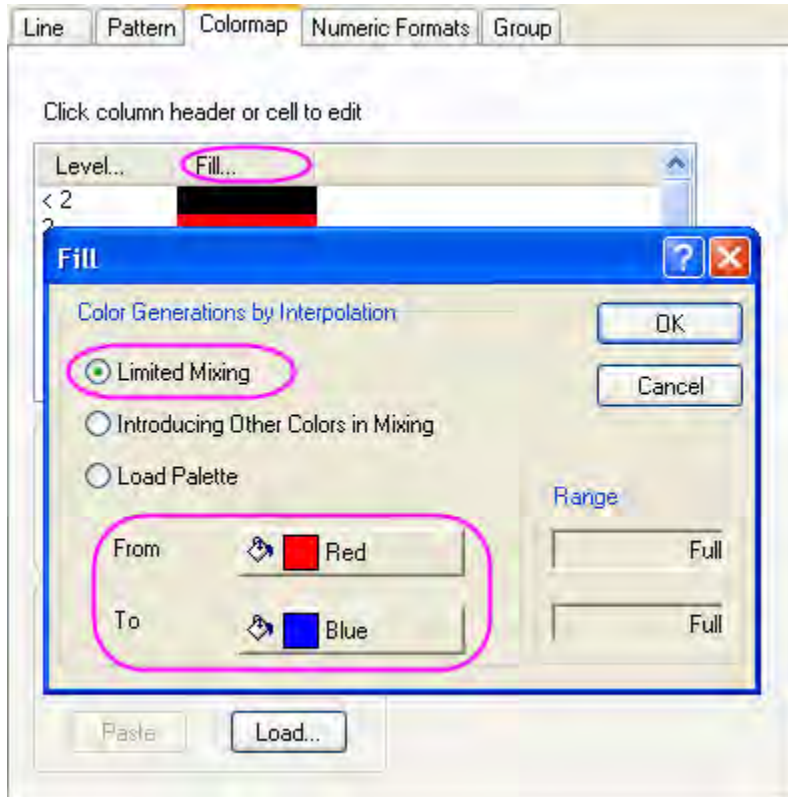 Line Pattern Colormap Numeric Formats Group
Click column header or cell to edit
Level... Fill...
< 2
2
Fill
Color Generations by Interpolation
OK
Limited Mixing
Cancel
Introducing Other Colors in Mixing
Load Palette
Range
From Red Full
To Blue Full
Paste Load...